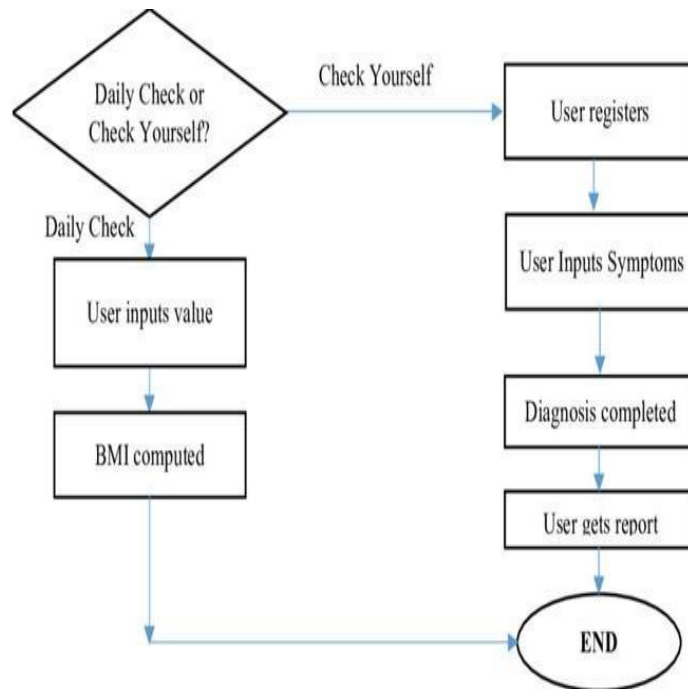 Daily Check or
Check Yourself?
Check Yourself
User registers
Daily Check
User Inputs Symptoms
User inputs value
Diagnosis completed
BMI computed
User gets report
END